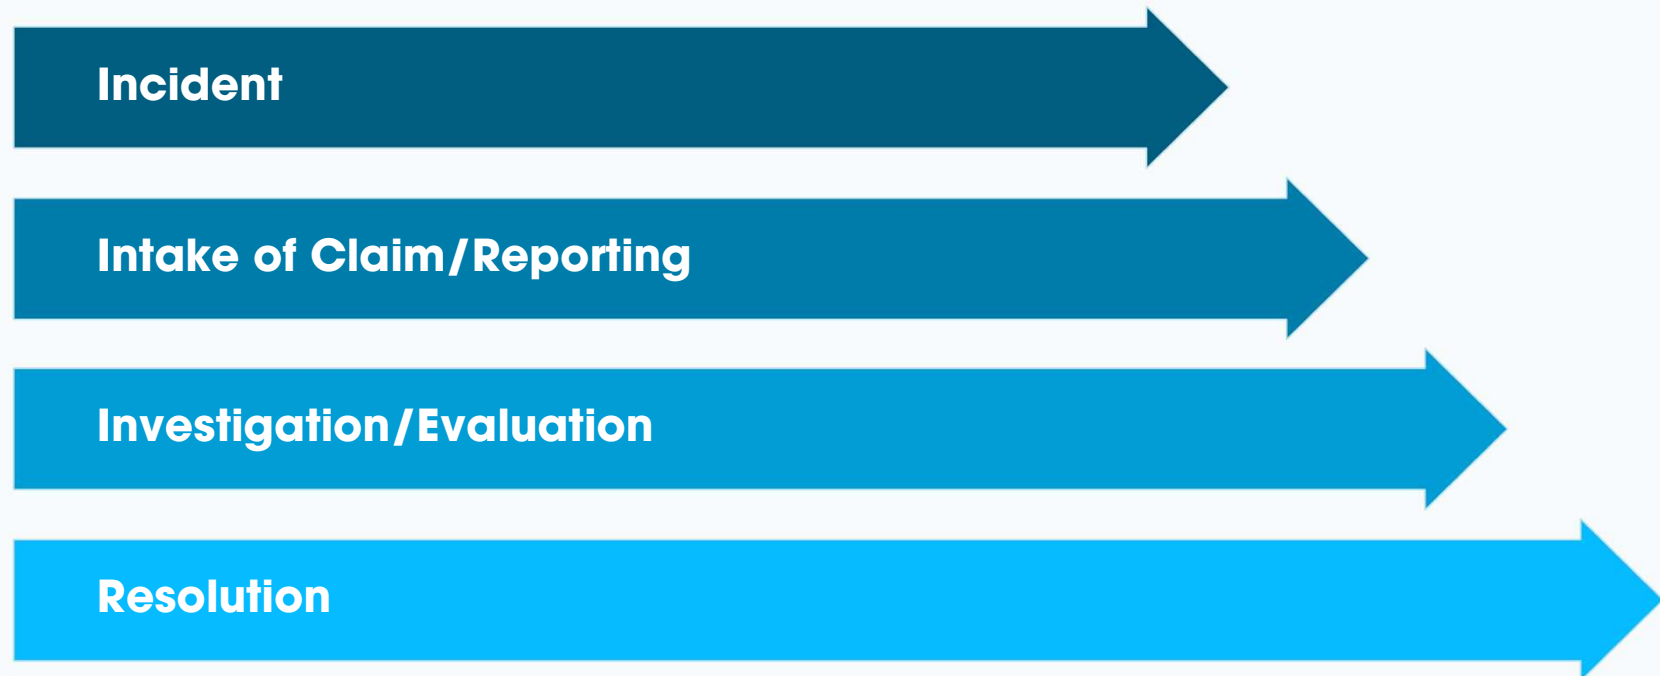 Incident
Intake of Claim/Reporting
Investigation/Evaluation
Resolution